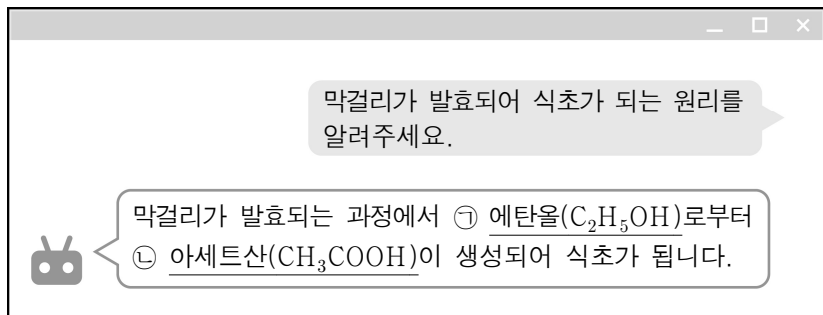 막걸리가 발효되어 식초가 되는 원리를
알려주세요.
막걸리가 발효되는 과정에서 ㉠ 에탄올(C₂H₅OH)로부터
㉡ 아세트산(CH₃COOH)이 생성되어 식초가 됩니다.